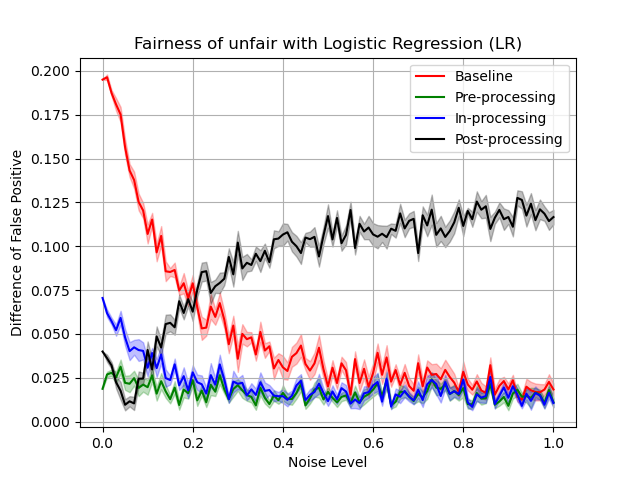 Fairness of unfair with Logistic Regression (LR)
Difference of False Positive
0.200
0.175
0.150
0.125
0.100
0.075
0.050
0.025
0.000
Baseline
Pre-processing
In-processing
Post-processing
0.0 0.2 0.4 0.6 0.8 1.0
Noise Level